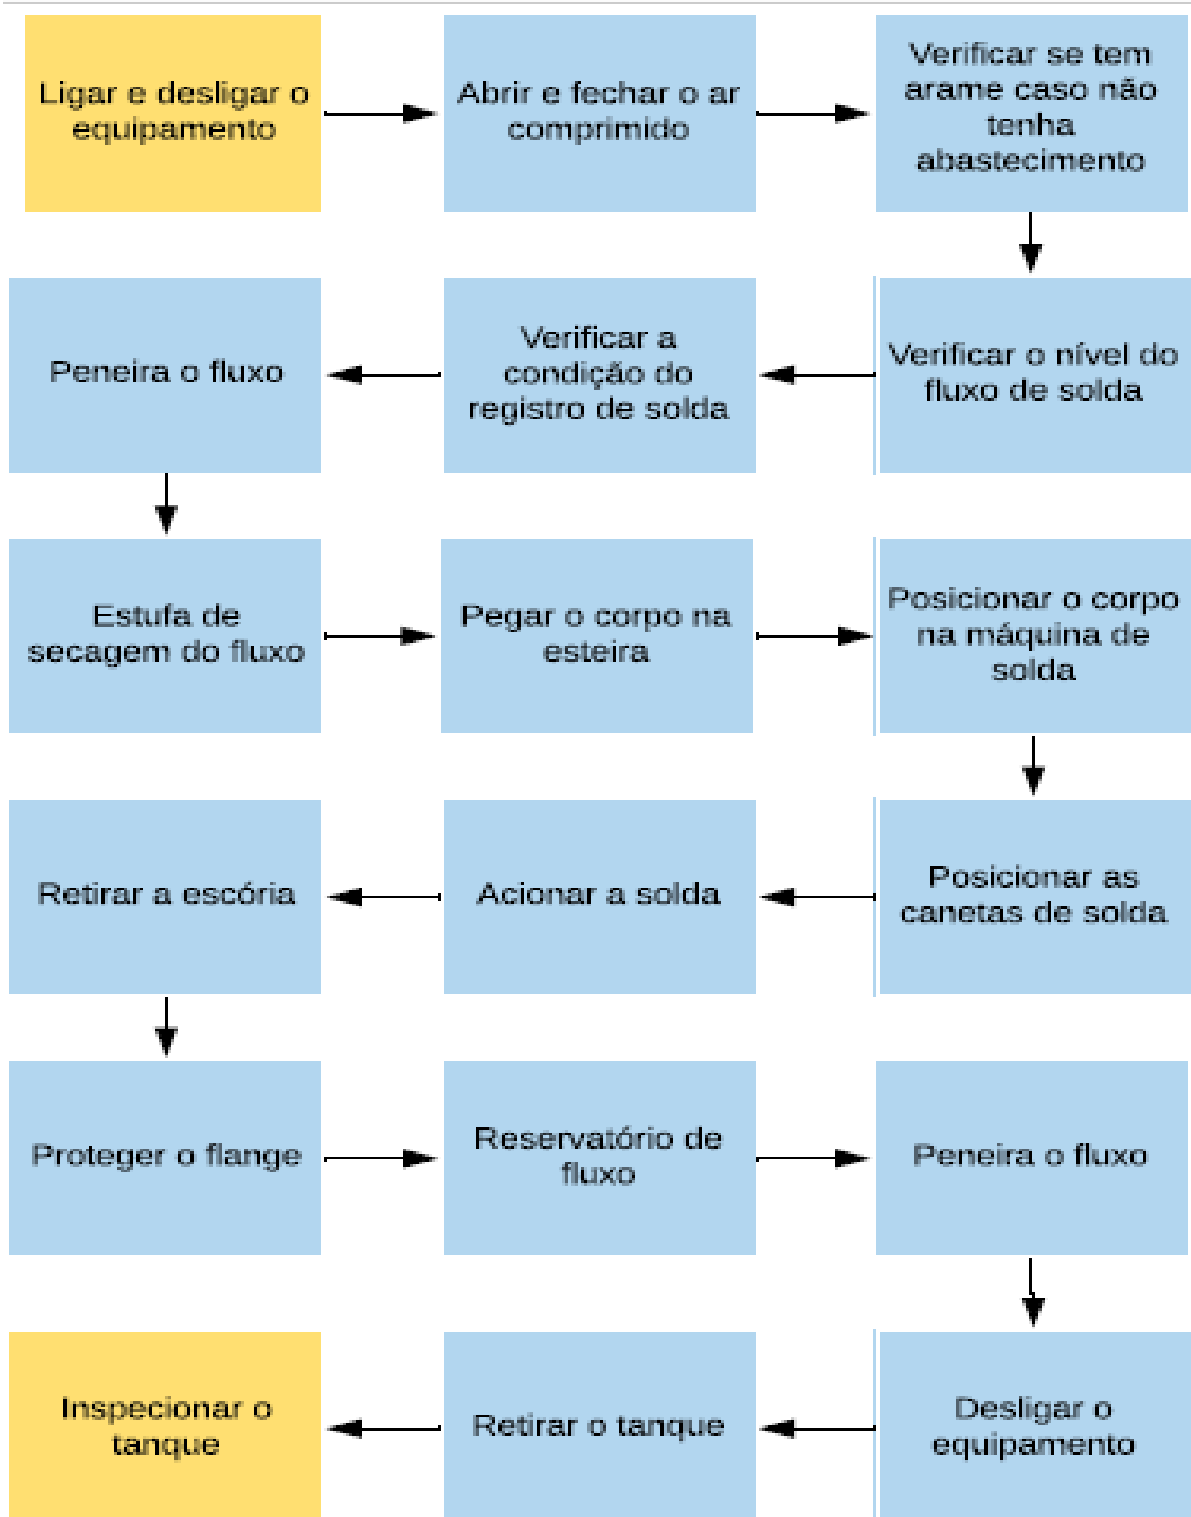 Ligar e desligar o
equipamento
Abrir e fechar o ar
comprimido
Verificar se tem
arame caso não
tenha
abastecimento
Peneira o fluxo
Verificar a
condição do
registro de solda
Verificar o nível do
fluxo de solda
Estufa de
secagem do fluxo
Pegar o corpo na
esteira
Posicionar o corpo
na máquina de
solda
Retirar a escória
Acionar a solda
Posicionar as
canetas de solda
Proteger o flange
Reservatório de
fluxo
Peneira o fluxo
Inspecionar o
tanque
Retirar o tanque
Desligar o
equipamento